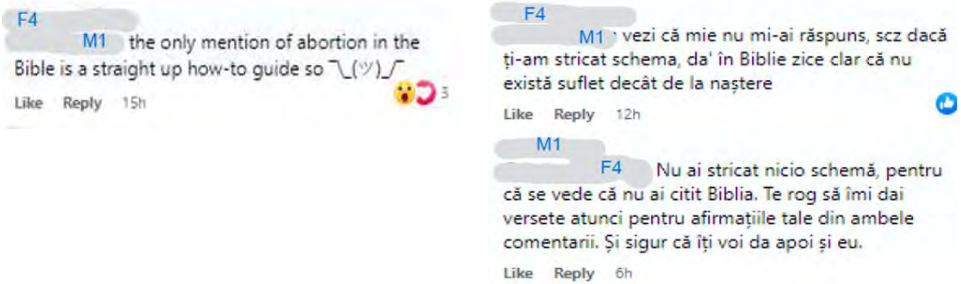 F4
M1 the only mention of abortion in the
Bible is a straight up how-to guide so ¯\_(ツ)_/¯
Like Reply 15h
3
F4
M1 vezi că mie nu mi-ai răspuns, scz dacă
ți-am stricat schema, da' în Biblie zice clar că nu
există suflet decât de la naștere
Like Reply 12h
M1
F4 Nu ai stricat nicio schemă, pentru
că se vede că nu ai citit Biblia. Te rog să îmi dai
versete atunci pentru afirmațiile tale din ambele
comentarii. Și sigur că îți voi da apoi și eu.
Like Reply 6h